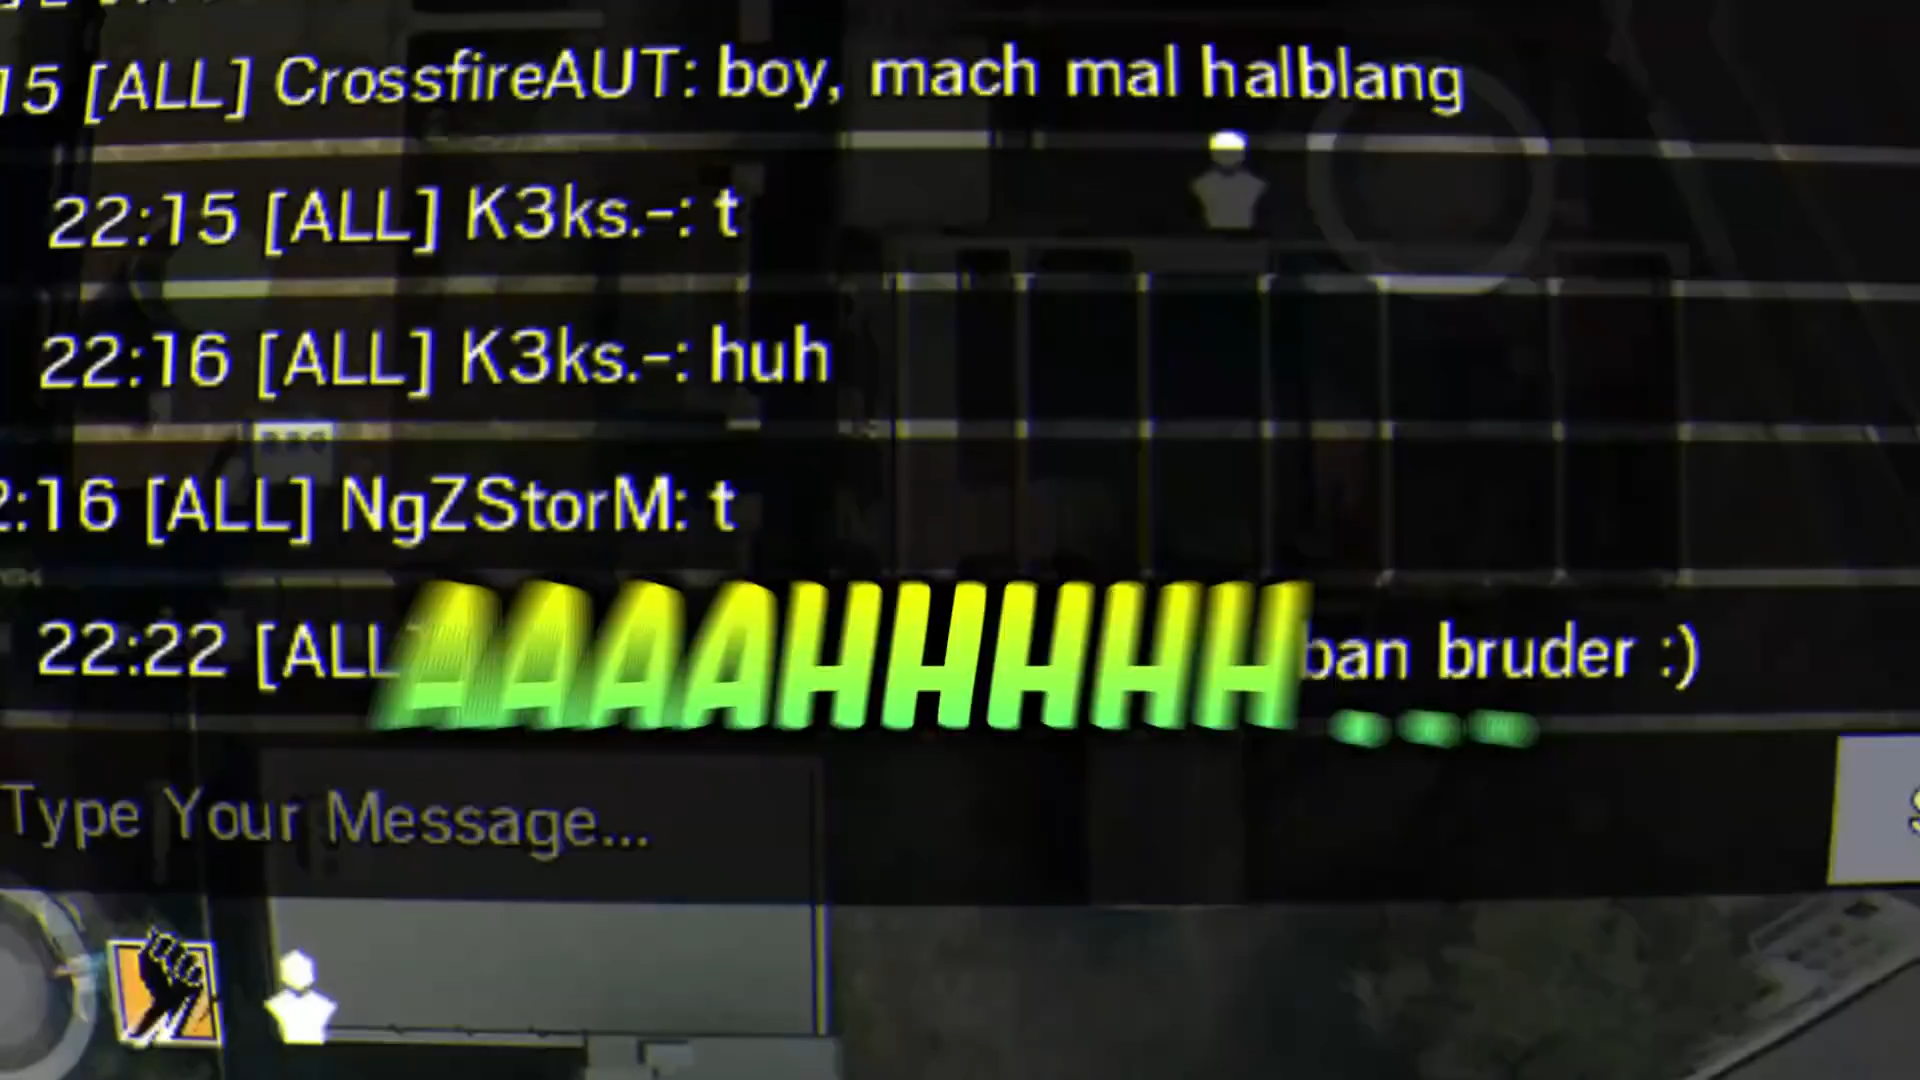 15 [ALL] CrossfireAUT: boy, mach mal halblang
22:15 [ALL] K3ks.-: t
22:16 [ALL] K3ks.-: huh
2:16 [ALL] NgZStorM: t
22:22 [ALL AAAAHHHHH... ban bruder :)
Type Your Message...